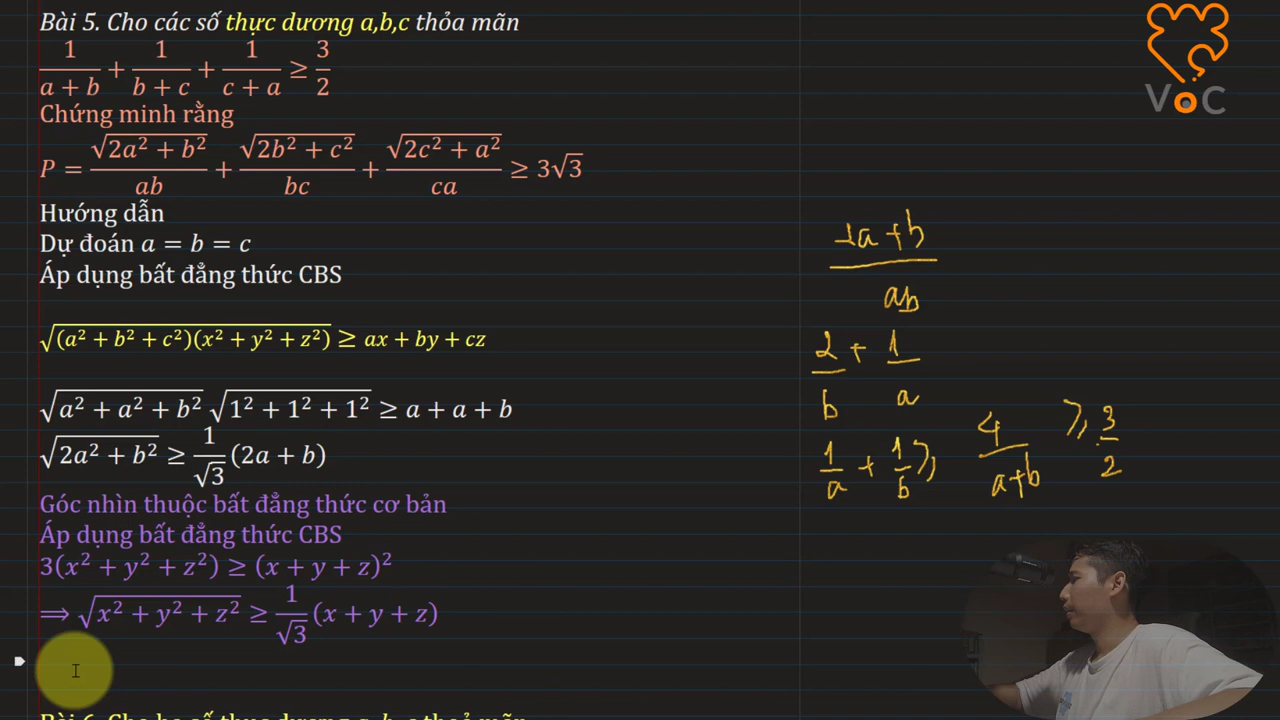 Bài 5. Cho các số thực dương a,b,c thỏa mãn
1/(a + b) + 1/(b + c) + 1/(c + a) ≥ 3/2
Chứng minh rằng
P = √(2a² + b²)/ab + √(2b² + c²)/bc + √(2c² + a²)/ca ≥ 3√3
Hướng dẫn
Dự đoán a = b = c
Áp dụng bất đẳng thức CBS
√((a² + b² + c²)(x² + y² + z²)) ≥ ax + by + cz
√(a² + a² + b²) √(1² + 1² + 1²) ≥ a + a + b
√(2a² + b²) ≥ 1/√3 (2a + b)
Góc nhìn thuộc bất đẳng thức cơ bản
Áp dụng bất đẳng thức CBS
3(x² + y² + z²) ≥ (x + y + z)²
⟹ √(x² + y² + z²) ≥ 1/√3 (x + y + z)
VOC
2a + b
ab
2/b + 1/a
1/a + 1/b ≥ 4/(a+b) ≥ 3/2